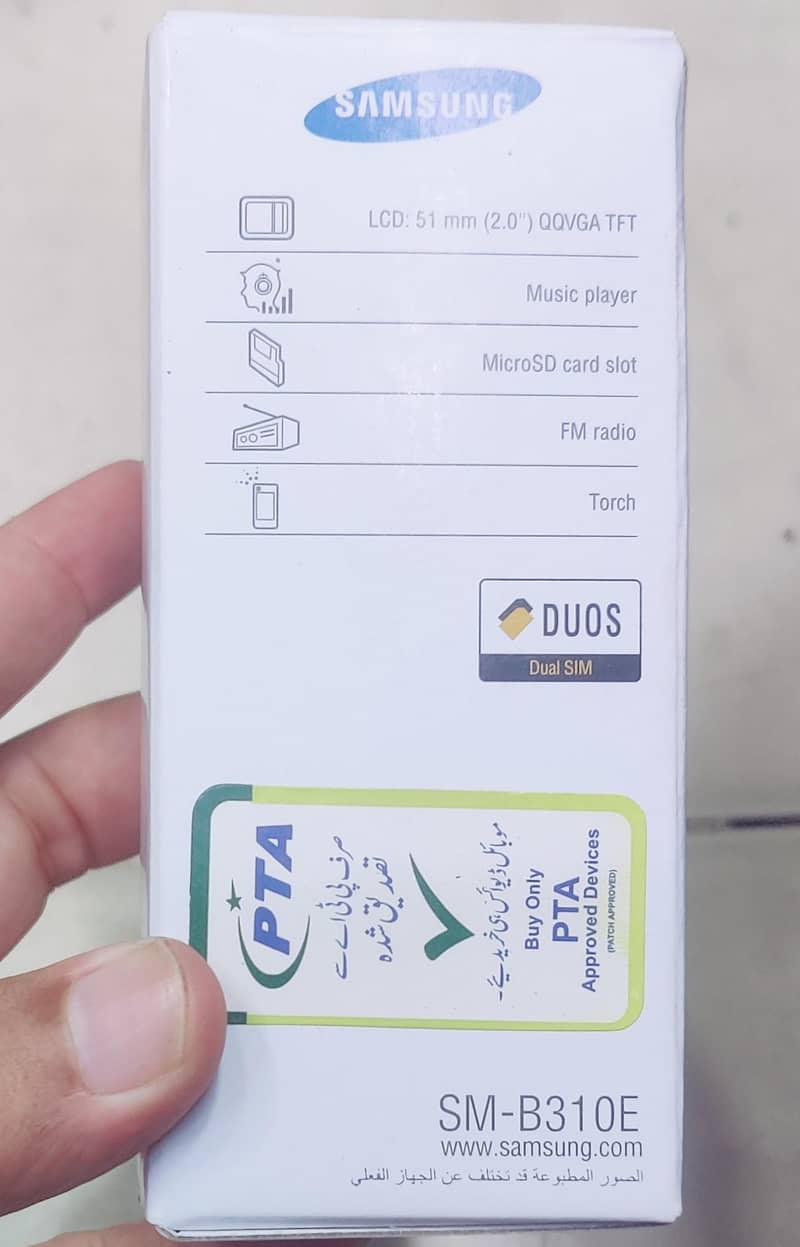 SAMSUNG
LCD: 51 mm (2.0") QQVGA TFT
Music player
MicroSD card slot
FM radio
Torch
DUOS
Dual SIM
PTA
صرف پی ٹی اے سے
تصدیق شدہ
موبائل ڈیوائس ہی خریدیے۔
Buy Only
PTA
Approved Devices
(PATCH APPROVED)
SM-B310E
www.samsung.com
الصور المطبوعة قد تختلف عن الجهاز الفعلي